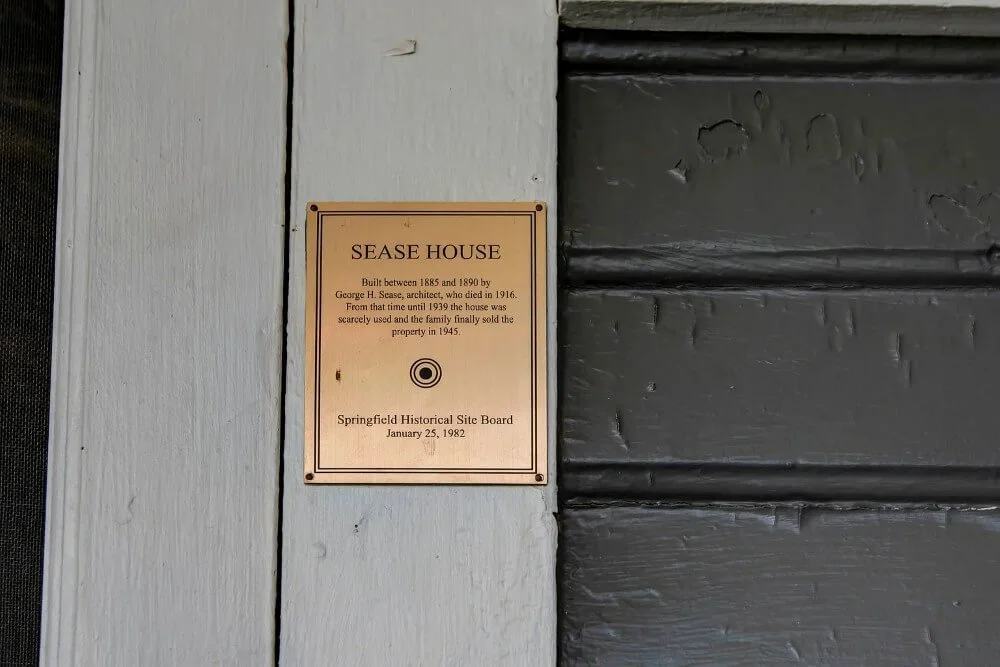 SEASE HOUSE
Built between 1885 and 1890 by
George H. Sease, architect, who died in 1916.
From that time until 1939 the house was
scarcely used and the family finally sold the
property in 1945.
Springfield Historical Site Board
January 25, 1982